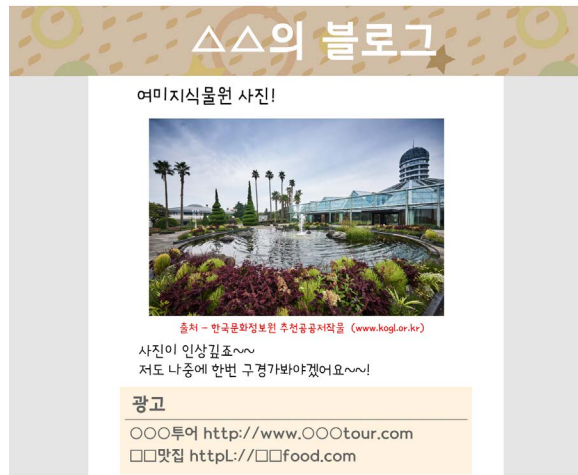 △△의 블로그
여미지식물원 사진!
출처 - 한국문화정보원 추천공공저작물 (www.kogl.or.kr)
사진이 인상깊죠~~
저도 나중에 한번 구경가봐야겠어요~~!
광고
○○○투어 http://www.○○○tour.com
□□맛집 httpL://□□food.com